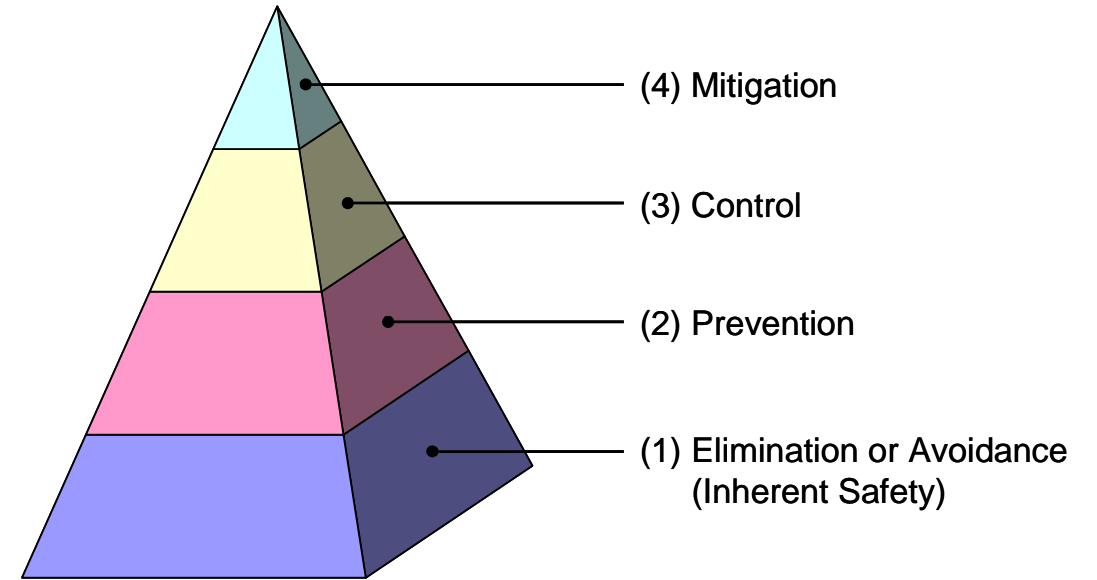 (4) Mitigation
(3) Control
(2) Prevention
(1) Elimination or Avoidance
(Inherent Safety)